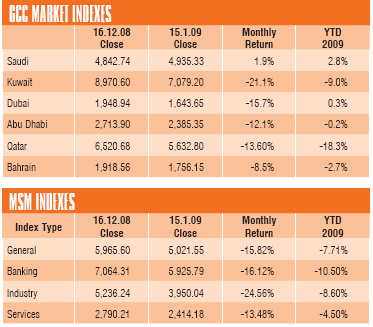 GCC MARKET INDEXES
16.12.08 15.1.09 Monthly YTD
Close Close Return 2009
Saudi 4,842.74 4,935.33 1.9% 2.8%
Kuwait 8,970.60 7,079.20 -21.1% -9.0%
Dubai 1,948.94 1,643.65 -15.7% 0.3%
Abu Dhabi 2,713.90 2,385.35 -12.1% -0.2%
Qatar 6,520.68 5,632.80 -13.60% -18.3%
Bahrain 1,918.56 1,756.15 -8.5% -2.7%
MSM INDEXES
Index Type 16.12.08 15.1.09 Monthly YTD
Close Close Return 2009
General 5,965.60 5,021.55 -15.82% -7.71%
Banking 7,064.31 5.925.79 -16.12% -10.50%
Industry 5,236.24 3,950.04 -24.56% -8.60%
Services 2,790.21 2,414.18 -13.48% -4.50%